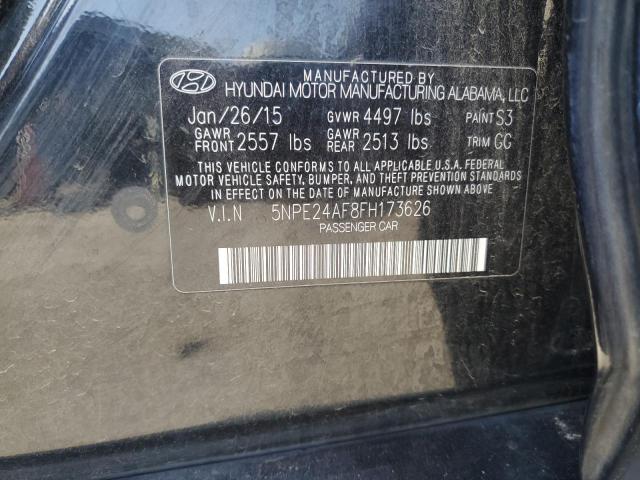 MANUFACTURED BY
HYUNDAI MOTOR MANUFACTURING ALABAMA, LLC
Jan/26/15 GVWR 4497 lbs PAINT S3
GAWR FRONT 2557 lbs GAWR REAR 2513 lbs TRIM GG
THIS VEHICLE CONFORMS TO ALL APPLICABLE U.S.A. FEDERAL
MOTOR VEHICLE SAFETY, BUMPER, AND THEFT PREVENTION
STANDARDS IN EFFECT ON THE DATE OF MANUFACTURE SHOWN ABOVE.
V.I.N 5NPE24AF8FH173626
PASSENGER CAR